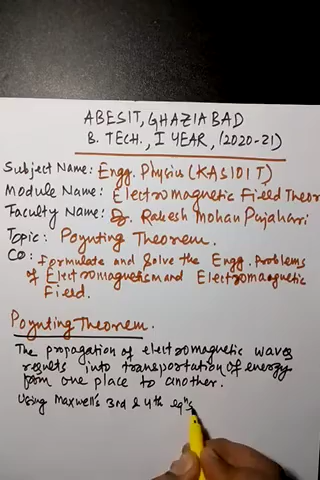 ABESIT, GHAZIABAD
B. TECH., I YEAR, (2020-21)
Subject Name: Engg. Physics (KAS101T)
Module Name: Electromagnetic Field Theor
Faculty Name: Dr. Rakesh Mohan Pujahari
Topic: Poynting Theorem.
CO: Formulate and Solve the Engg. Problems
of Electromagnetism and Electromagnetic
Field.
Poynting Theorem.
The propagation of electromagnetic waves
results into transportation of energy
from one place to another.
Using Maxwell's 3rd & 4th eqns